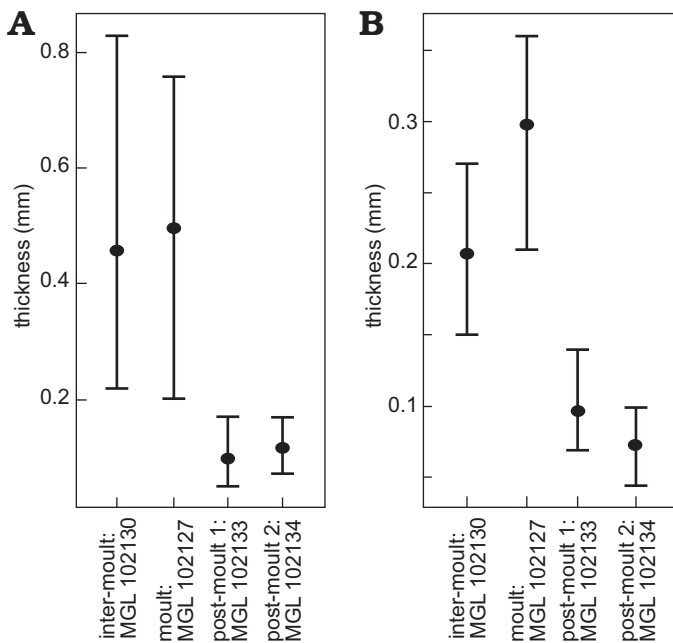 A
thickness (mm)
0.8
0.6
0.4
0.2
inter-moult:
MGL 102130
moult:
MGL 102127
post-moult 1:
MGL 102133
post-moult 2:
MGL 102134
B
thickness (mm)
0.3
0.2
0.1
inter-moult:
MGL 102130
moult:
MGL 102127
post-moult 1:
MGL 102133
post-moult 2:
MGL 102134